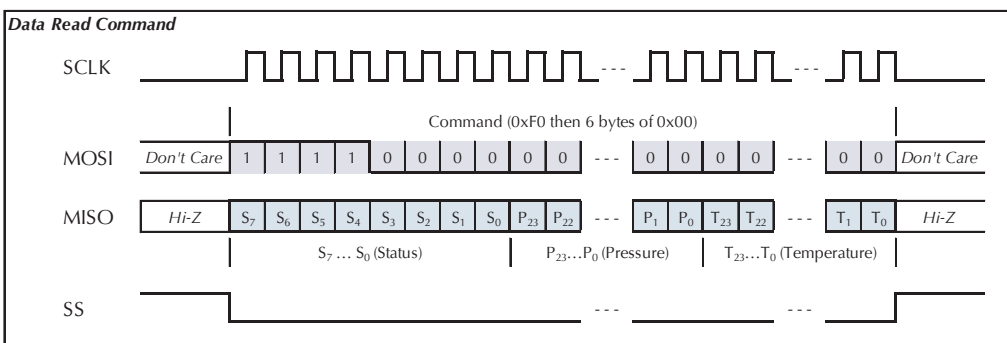 Data Read Command
SCLK
- - - - - -
Command (0xF0 then 6 bytes of 0x00)
MOSI Don't Care 1 1 1 1 0 0 0 0 0 0 - - - 0 0 0 0 - - - 0 0 Don't Care
MISO Hi-Z S7 S6 S5 S4 S3 S2 S1 S0 P23 P22 - - - P1 P0 T23 T22 - - - T1 T0 Hi-Z
S7 … S0 (Status) P23…P0 (Pressure) T23…T0 (Temperature)
SS - - - - - -